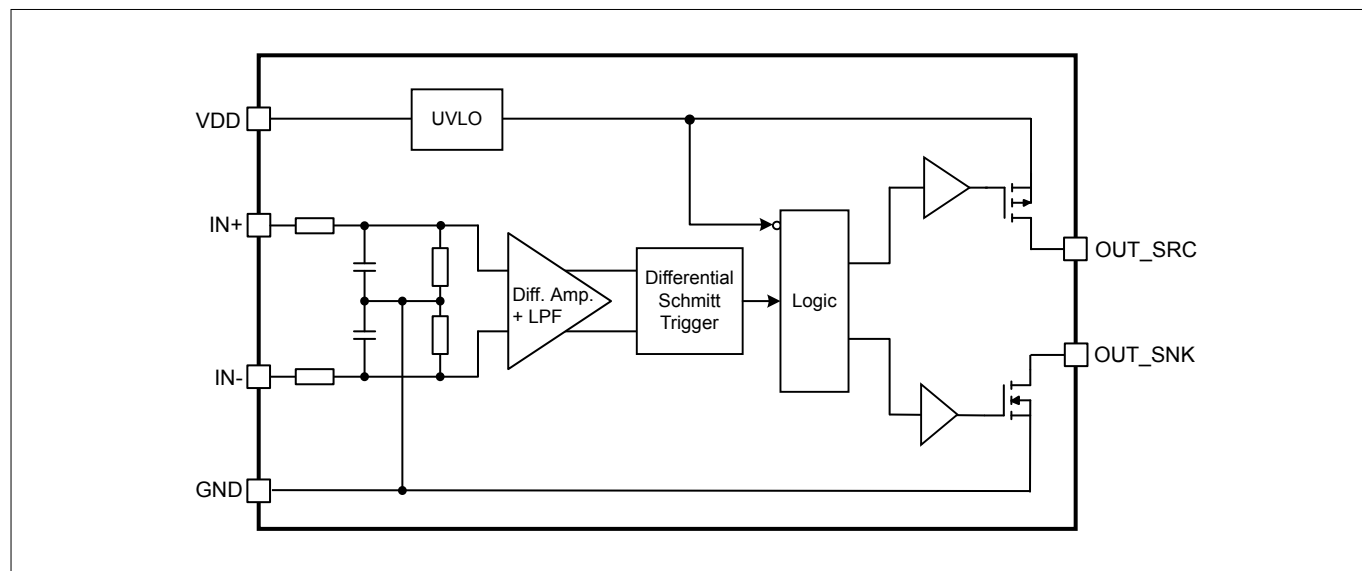 VDD
UVLO
IN+
OUT_SRC
Diff. Amp.
+ LPF
Differential
Schmitt
Trigger
Logic
OUT_SNK
IN-
GND